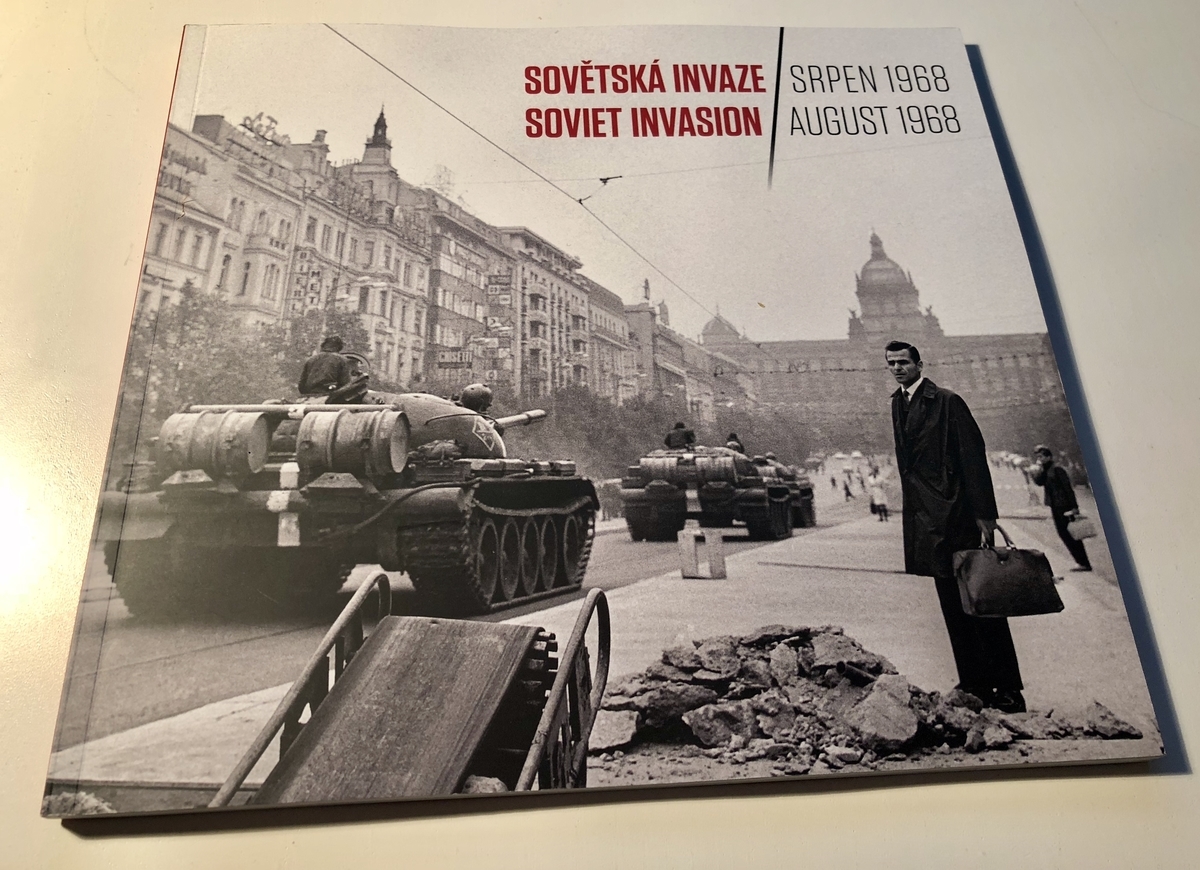 SOVĚTSKÁ INVAZE
SOVIET INVASION
SRPEN 1968
AUGUST 1968